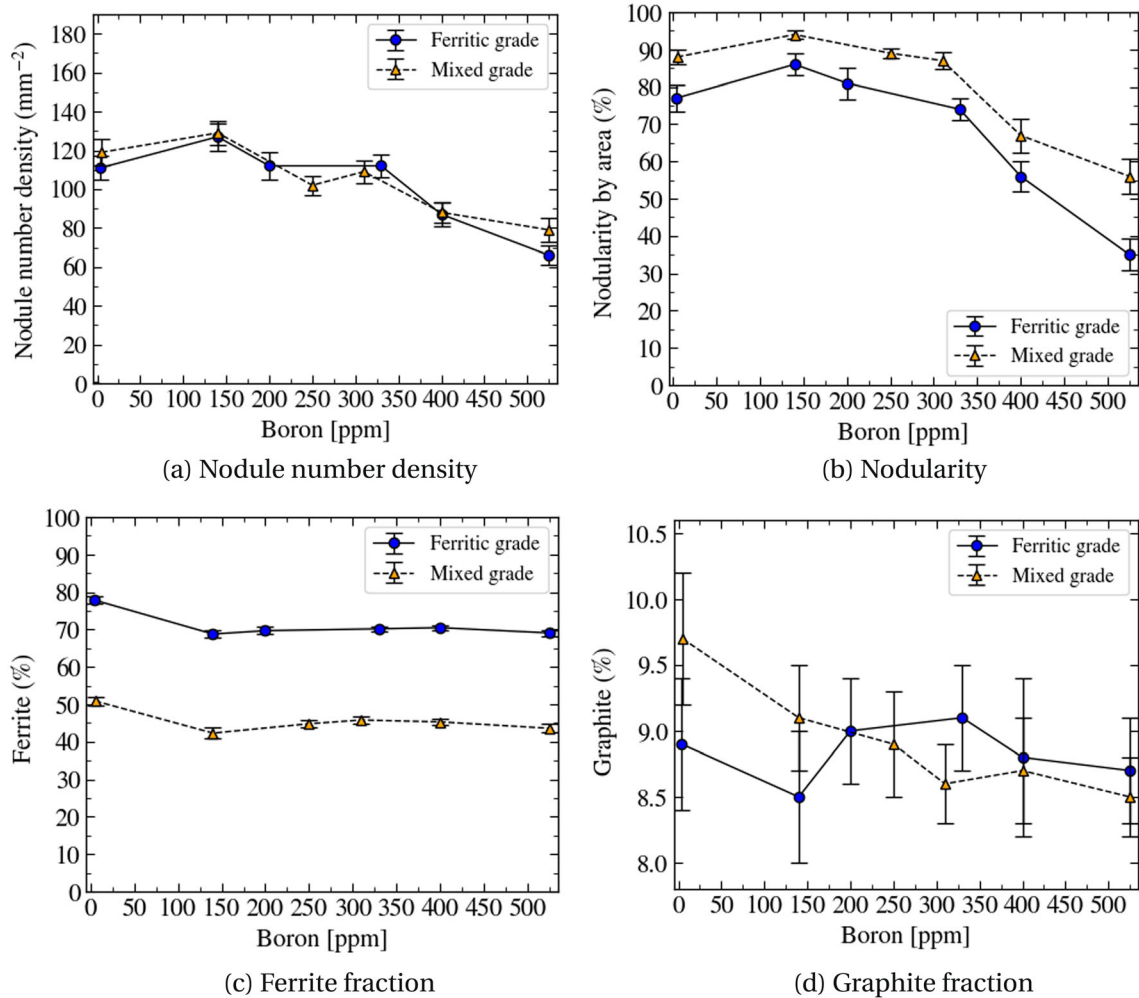 Nodule number density (mm⁻²)
180
160
140
120
100
80
60
40
20
0
Ferritic grade
Mixed grade
0 50 100 150 200 250 300 350 400 450 500
Boron [ppm]
(a) Nodule number density
Nodularity by area (%)
100
90
80
70
60
50
40
30
20
10
0
Ferritic grade
Mixed grade
0 50 100 150 200 250 300 350 400 450 500
Boron [ppm]
(b) Nodularity
Ferrite (%)
100
90
80
70
60
50
40
30
20
10
0
Ferritic grade
Mixed grade
0 50 100 150 200 250 300 350 400 450 500
Boron [ppm]
(c) Ferrite fraction
Graphite (%)
10.5
10.0
9.5
9.0
8.5
8.0
Ferritic grade
Mixed grade
0 50 100 150 200 250 300 350 400 450 500
Boron [ppm]
(d) Graphite fraction